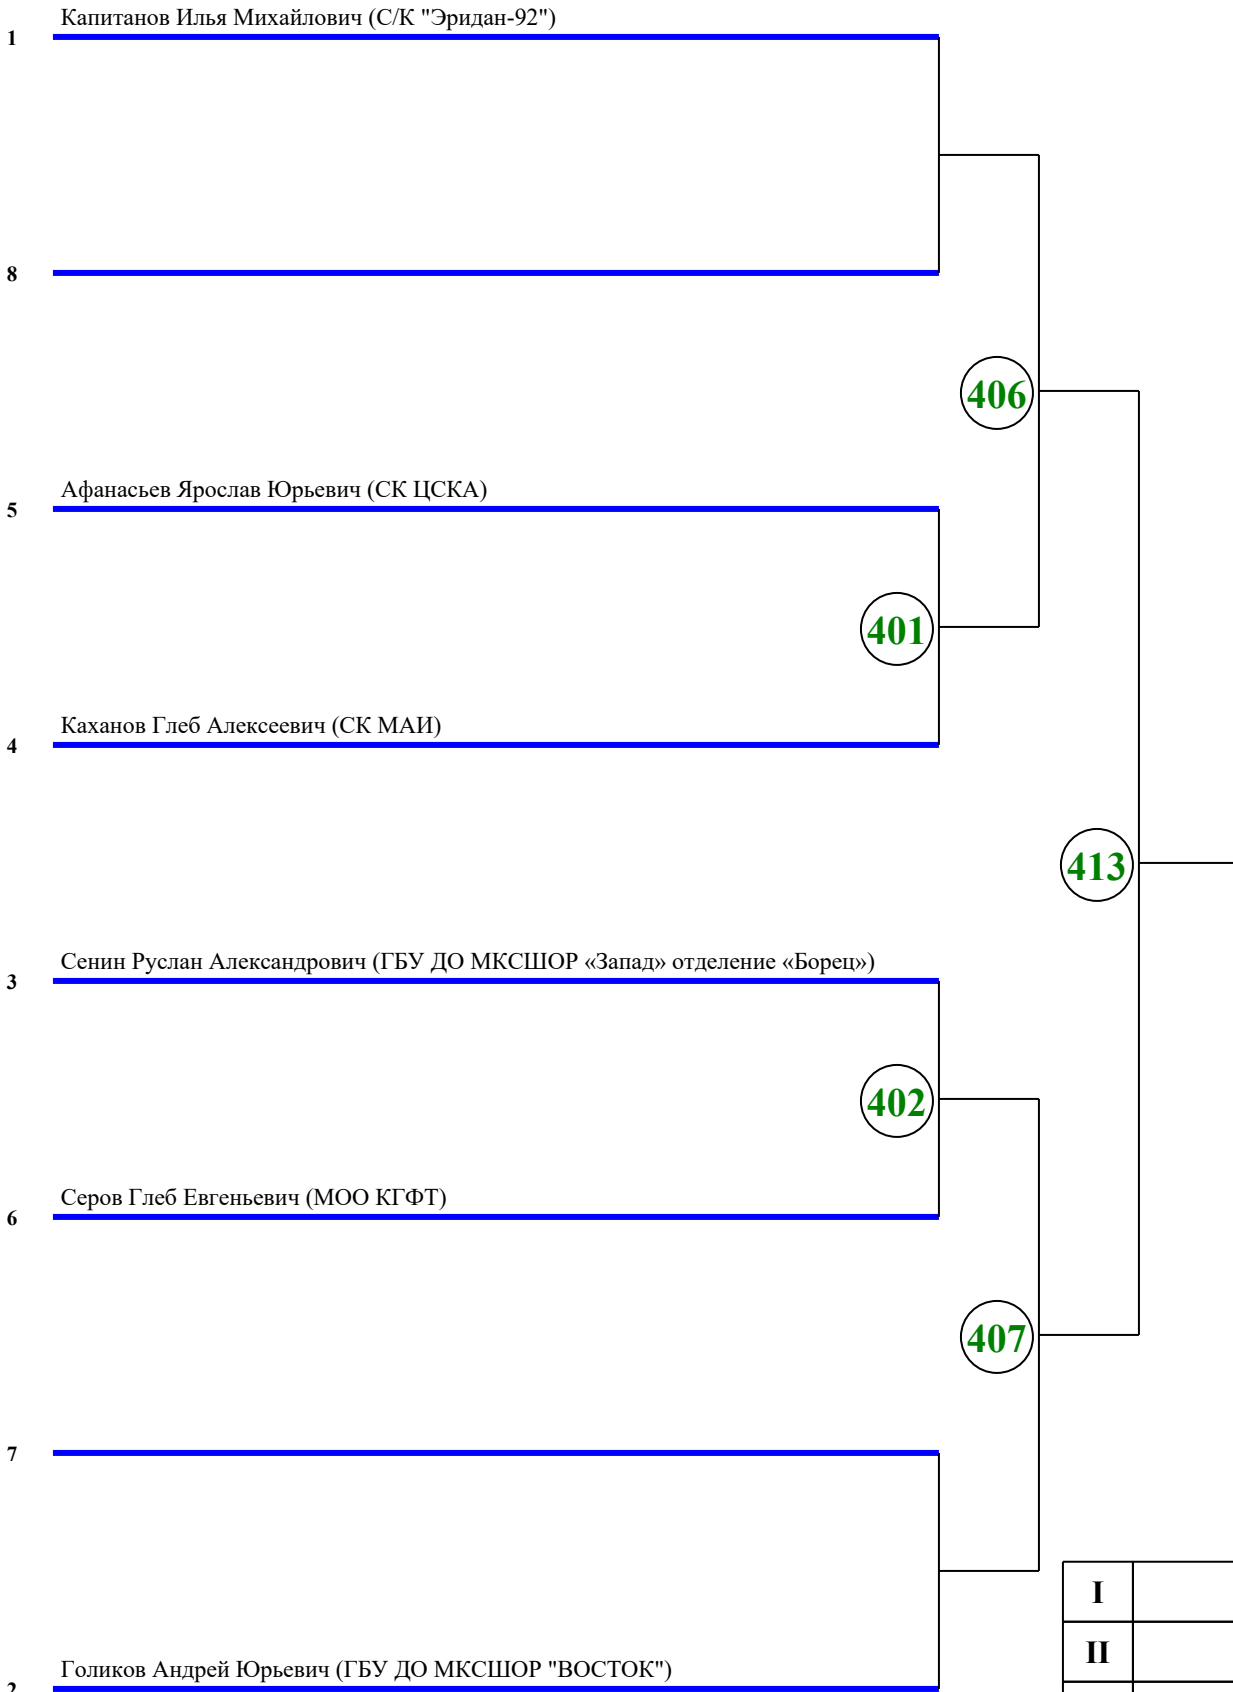 Капитанов Илья Михайлович (С/К "Эридан-92")
1
8
406
Афанасьев Ярослав Юрьевич (СК ЦСКА)
5
401
Каханов Глеб Алексеевич (СК МАИ)
4
413
Сенин Руслан Александрович (ГБУ ДО МКСШОР «Запад» отделение «Борец»)
3
402
Серов Глеб Евгеньевич (МОО КГФТ)
6
407
7
I
II
Голиков Андрей Юрьевич (ГБУ ДО МКСШОР "ВОСТОК")
2